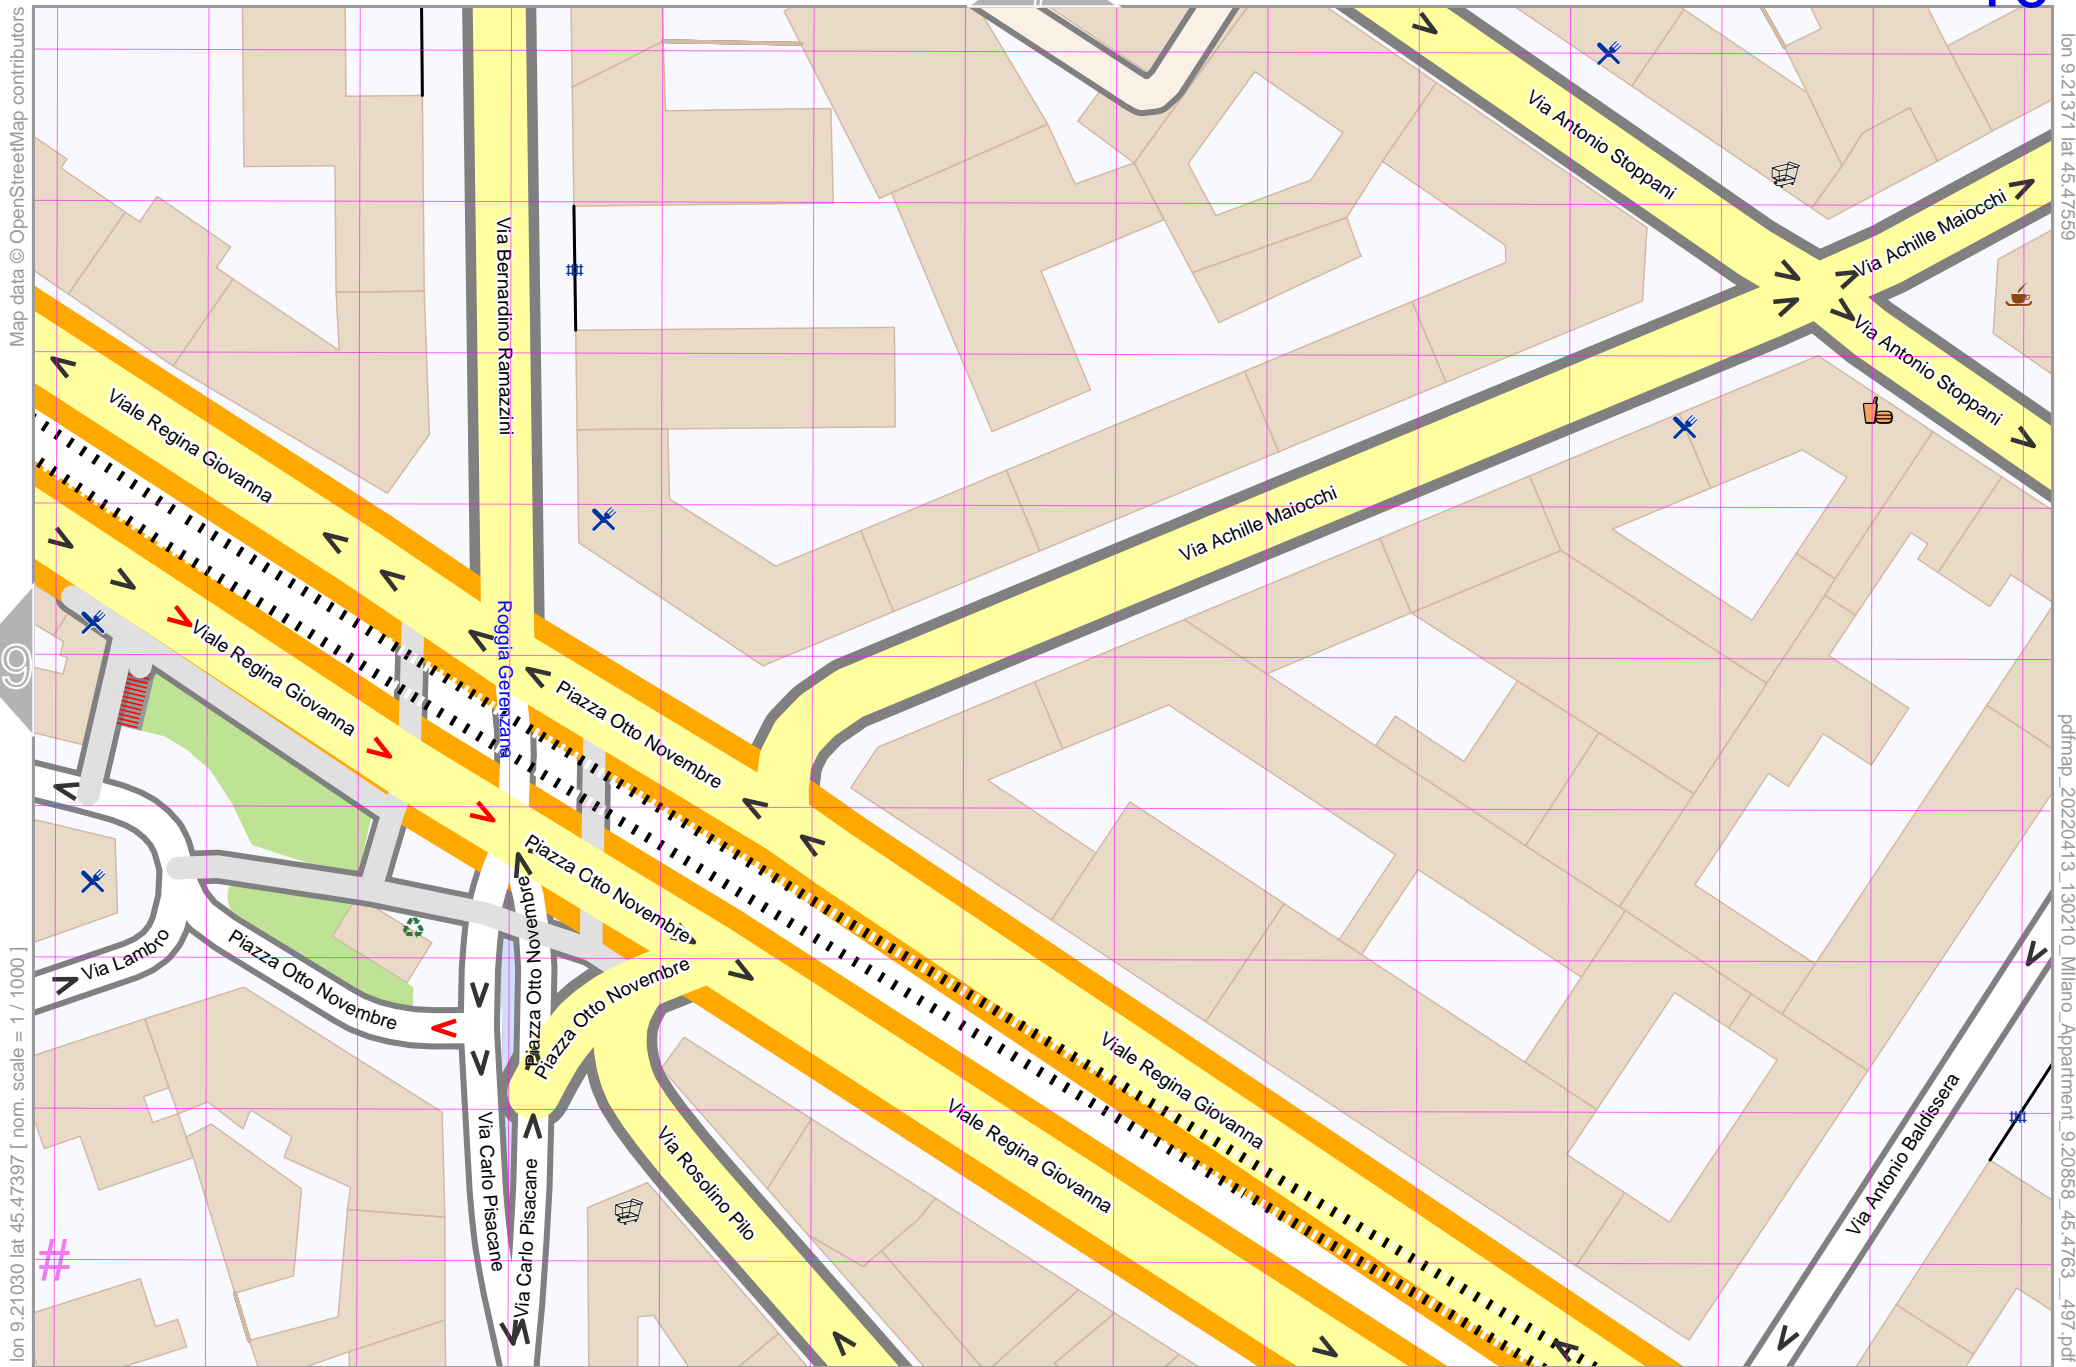 Map data © OpenStreetMap contributors
lon 9.21371 lat 45.47559
Via Antonio Stoppani
Via Achille Maiocchi
Via Bernardino Ramazzini
Via Antonio Stoppani
Viale Regina Giovanna
Via Achille Maiocchi
Roggia Gerenzana
Viale Regina Giovanna
Piazza Otto Novembre
9
Piazza Otto Novembre
Piazza Otto Novembre
Piazza Otto Novembre
Via Lambro
Piazza Otto Novembre
Viale Regina Giovanna
Viale Regina Giovanna
Via Antonio Baldissera
Via Carlo Pisacane
Via Carlo Pisacane
Via Rosolino Pilo
#
lon 9.21030 lat 45.47397 [ nom. scale = 1 / 1000 ]
pdfmap_20220413_130210_MIlano_Appartment_9.20858_45.4763__497.pdf